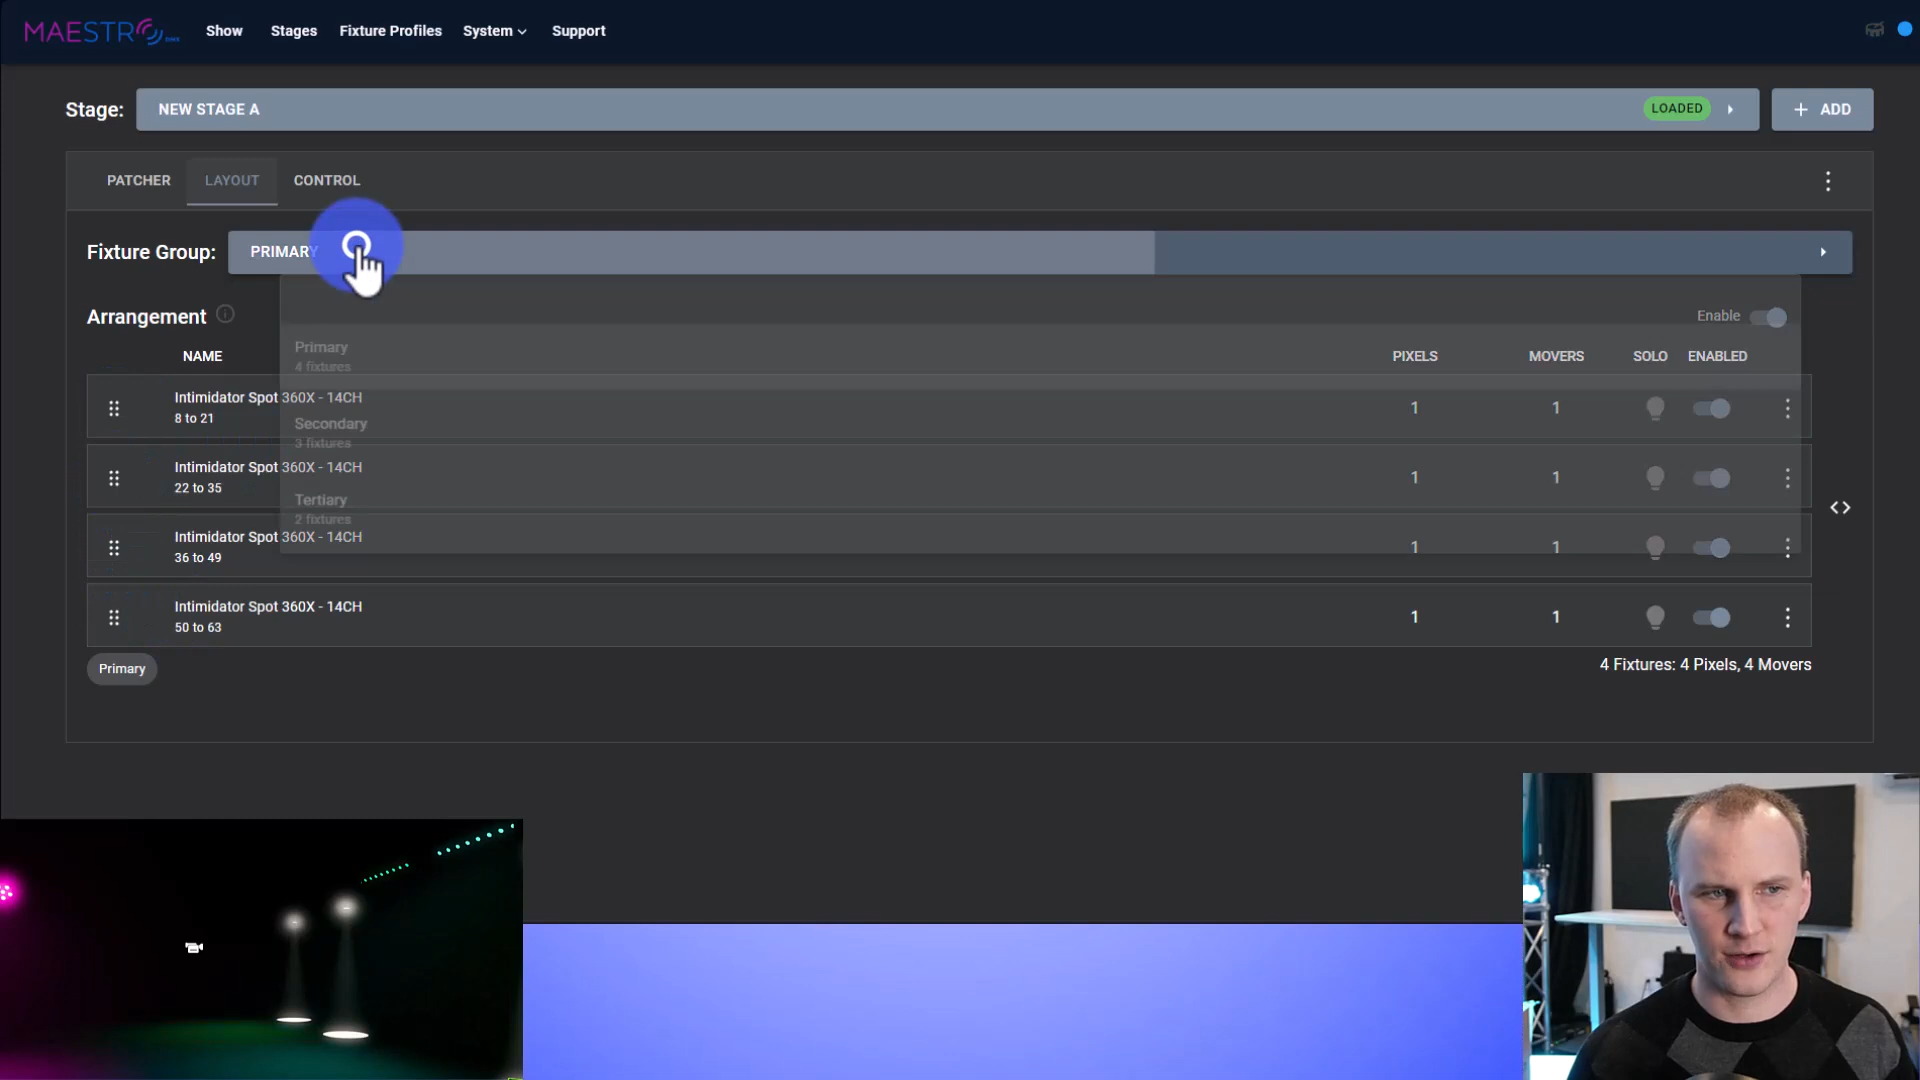 MAESTRO DMX
Show
Stages
Fixture Profiles
System
Support
Stage:
NEW STAGE A
LOADED
+ ADD
PATCHER
LAYOUT
CONTROL
Fixture Group:
PRIMARY
Arrangement
Enable
Primary
4 fixtures
NAME
PIXELS
MOVERS
SOLO
ENABLED
Intimidator Spot 360X - 14CH
8 to 21
1
1
Secondary
3 fixtures
Intimidator Spot 360X - 14CH
22 to 35
1
1
Tertiary
2 fixtures
Intimidator Spot 360X - 14CH
36 to 49
1
1
Intimidator Spot 360X - 14CH
50 to 63
1
1
Primary
4 Fixtures: 4 Pixels, 4 Movers